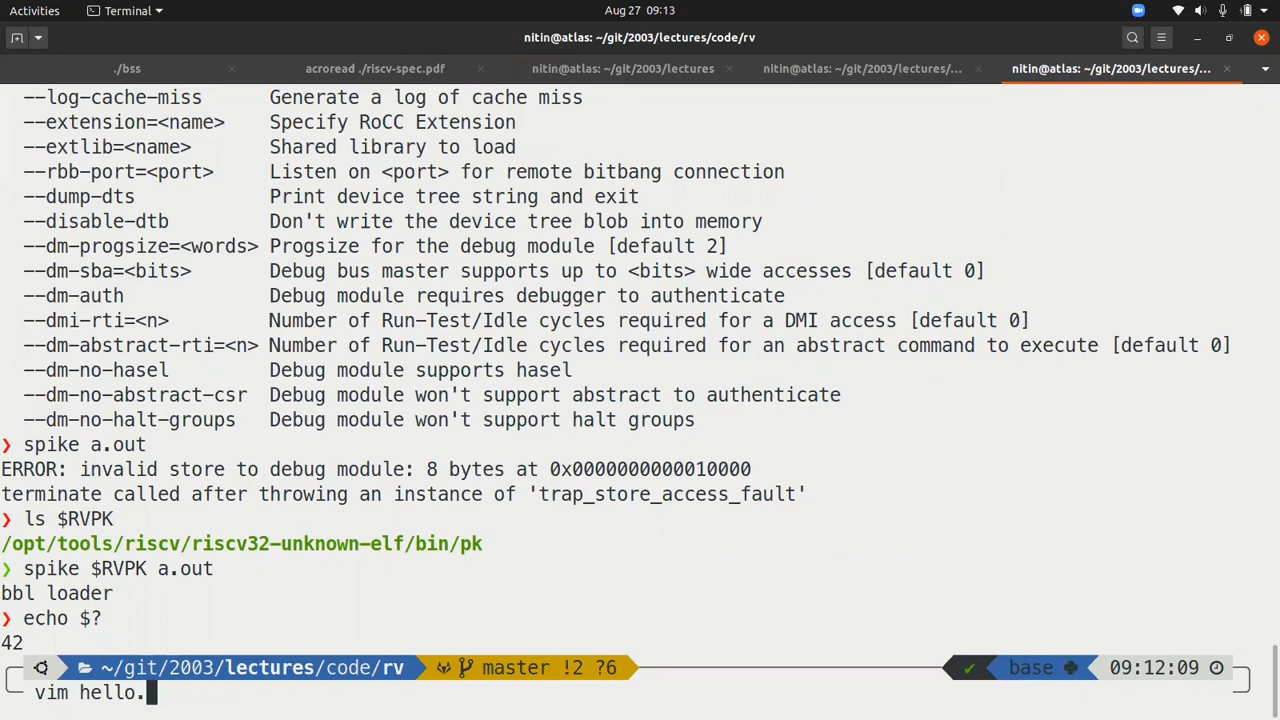 Activities Terminal Aug 27 09:13
nitin@atlas: ~/git/2003/lectures/code/rv
./bss acroread ./riscv-spec.pdf nitin@atlas: ~/git/2003/lectures nitin@atlas: ~/git/2003/lectures/... nitin@atlas: ~/git/2003/lectures/...
--log-cache-miss Generate a log of cache miss
--extension=<name> Specify RoCC Extension
--extlib=<name> Shared library to load
--rbb-port=<port> Listen on <port> for remote bitbang connection
--dump-dts Print device tree string and exit
--disable-dtb Don't write the device tree blob into memory
--dm-progsize=<words> Progsize for the debug module [default 2]
--dm-sba=<bits> Debug bus master supports up to <bits> wide accesses [default 0]
--dm-auth Debug module requires debugger to authenticate
--dmi-rti=<n> Number of Run-Test/Idle cycles required for a DMI access [default 0]
--dm-abstract-rti=<n> Number of Run-Test/Idle cycles required for an abstract command to execute [default 0]
--dm-no-hasel Debug module supports hasel
--dm-no-abstract-csr Debug module won't support abstract to authenticate
--dm-no-halt-groups Debug module won't support halt groups
❯ spike a.out
ERROR: invalid store to debug module: 8 bytes at 0x0000000000010000
terminate called after throwing an instance of 'trap_store_access_fault'
❯ ls $RVPK
/opt/tools/riscv/riscv32-unknown-elf/bin/pk
❯ spike $RVPK a.out
bbl loader
❯ echo $?
42
~/git/2003/lectures/code/rv master !2 ?6 ✔ base 09:12:09
vim hello.